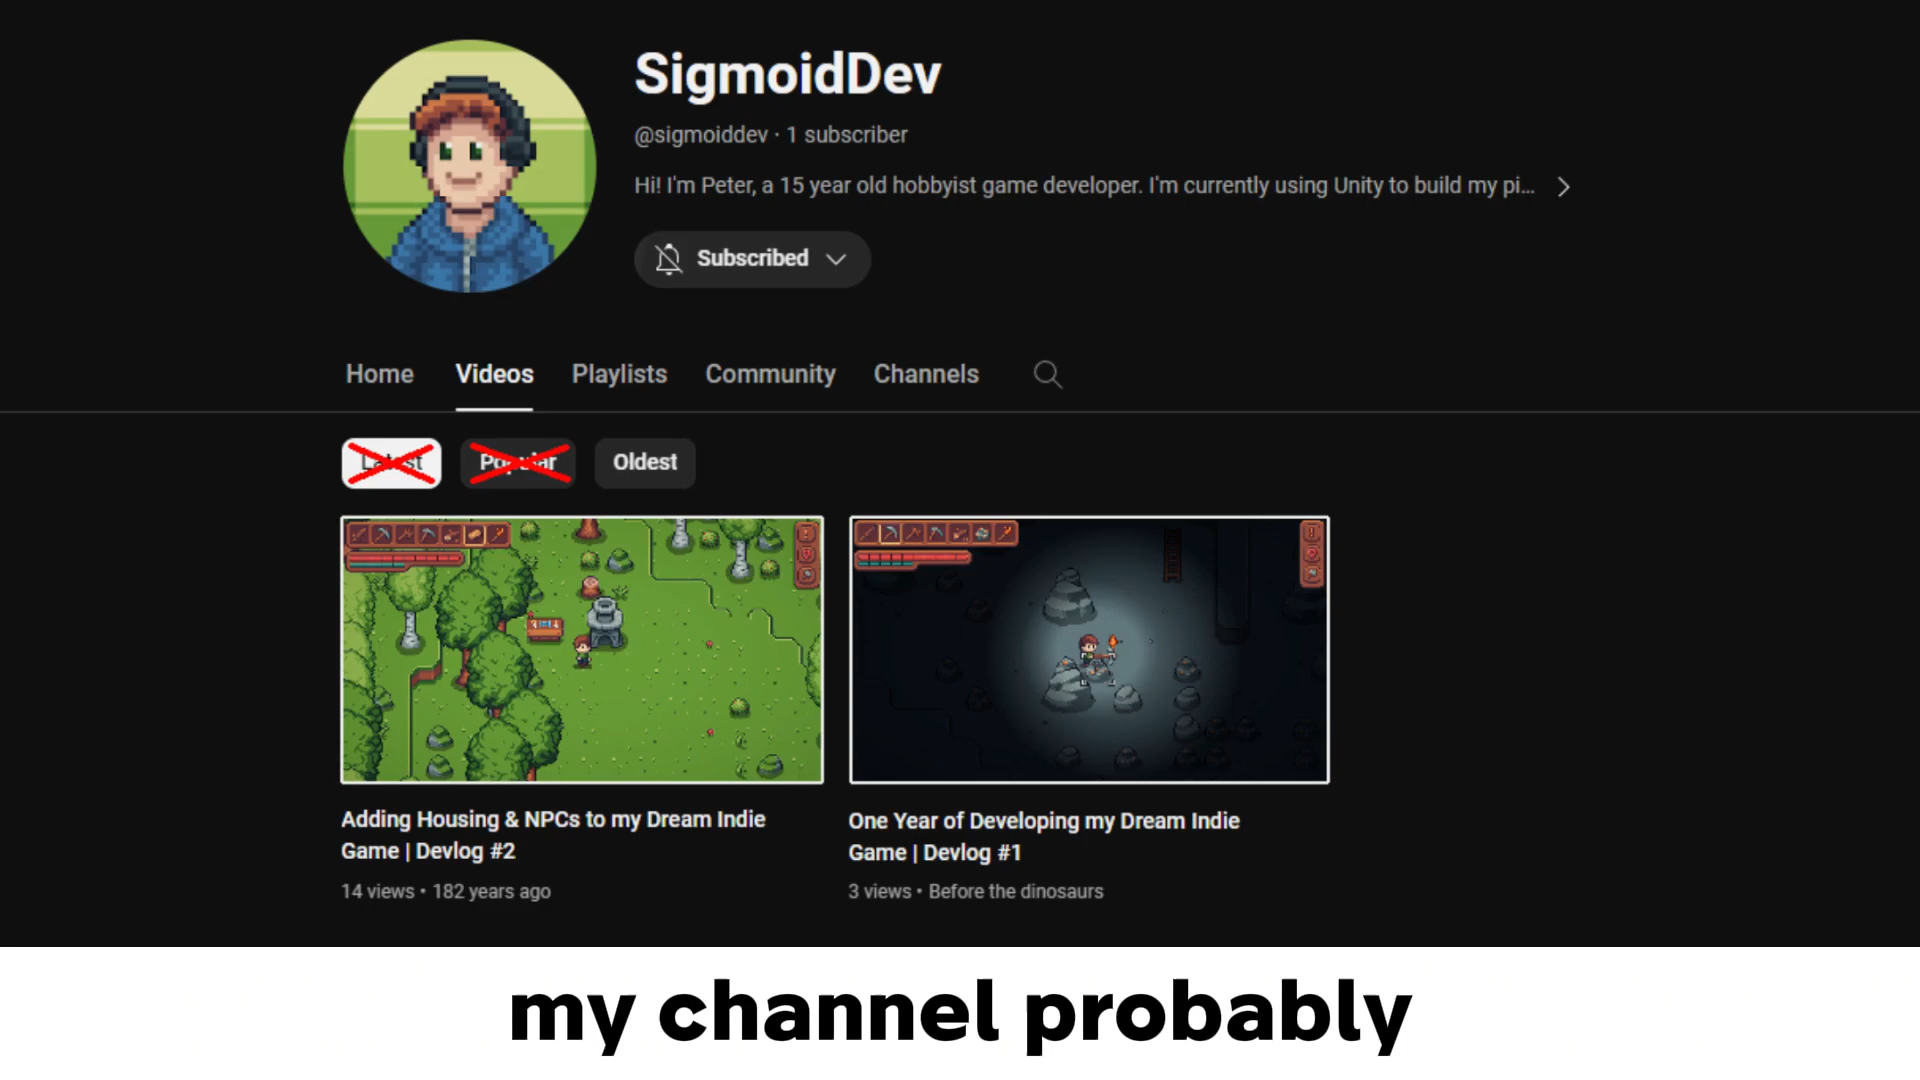 SigmoidDev
@sigmoiddev · 1 subscriber
Hi! I'm Peter, a 15 year old hobbyist game developer. I'm currently using Unity to build my pi...
Subscribed
Home Videos Playlists Community Channels
Latest Popular Oldest
Adding Housing & NPCs to my Dream Indie
Game | Devlog #2
14 views • 182 years ago
One Year of Developing my Dream Indie
Game | Devlog #1
3 views • Before the dinosaurs
my channel probably